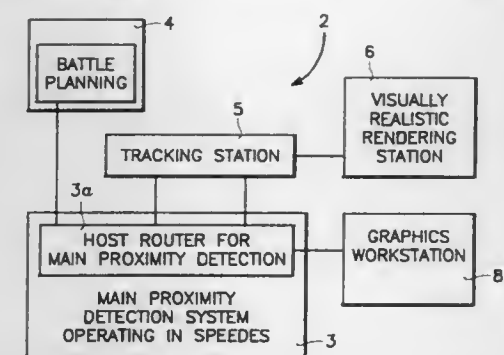 4
2
BATTLE
PLANNING
6
VISUALLY
REALISTIC
RENDERING
STATION
5
TRACKING STATION
3a
HOST ROUTER FOR
MAIN PROXIMITY DETECTION
GRAPHICS
WORKSTATION
8
MAIN PROXIMITY
DETECTION SYSTEM
OPERATING IN SPEEDES
3